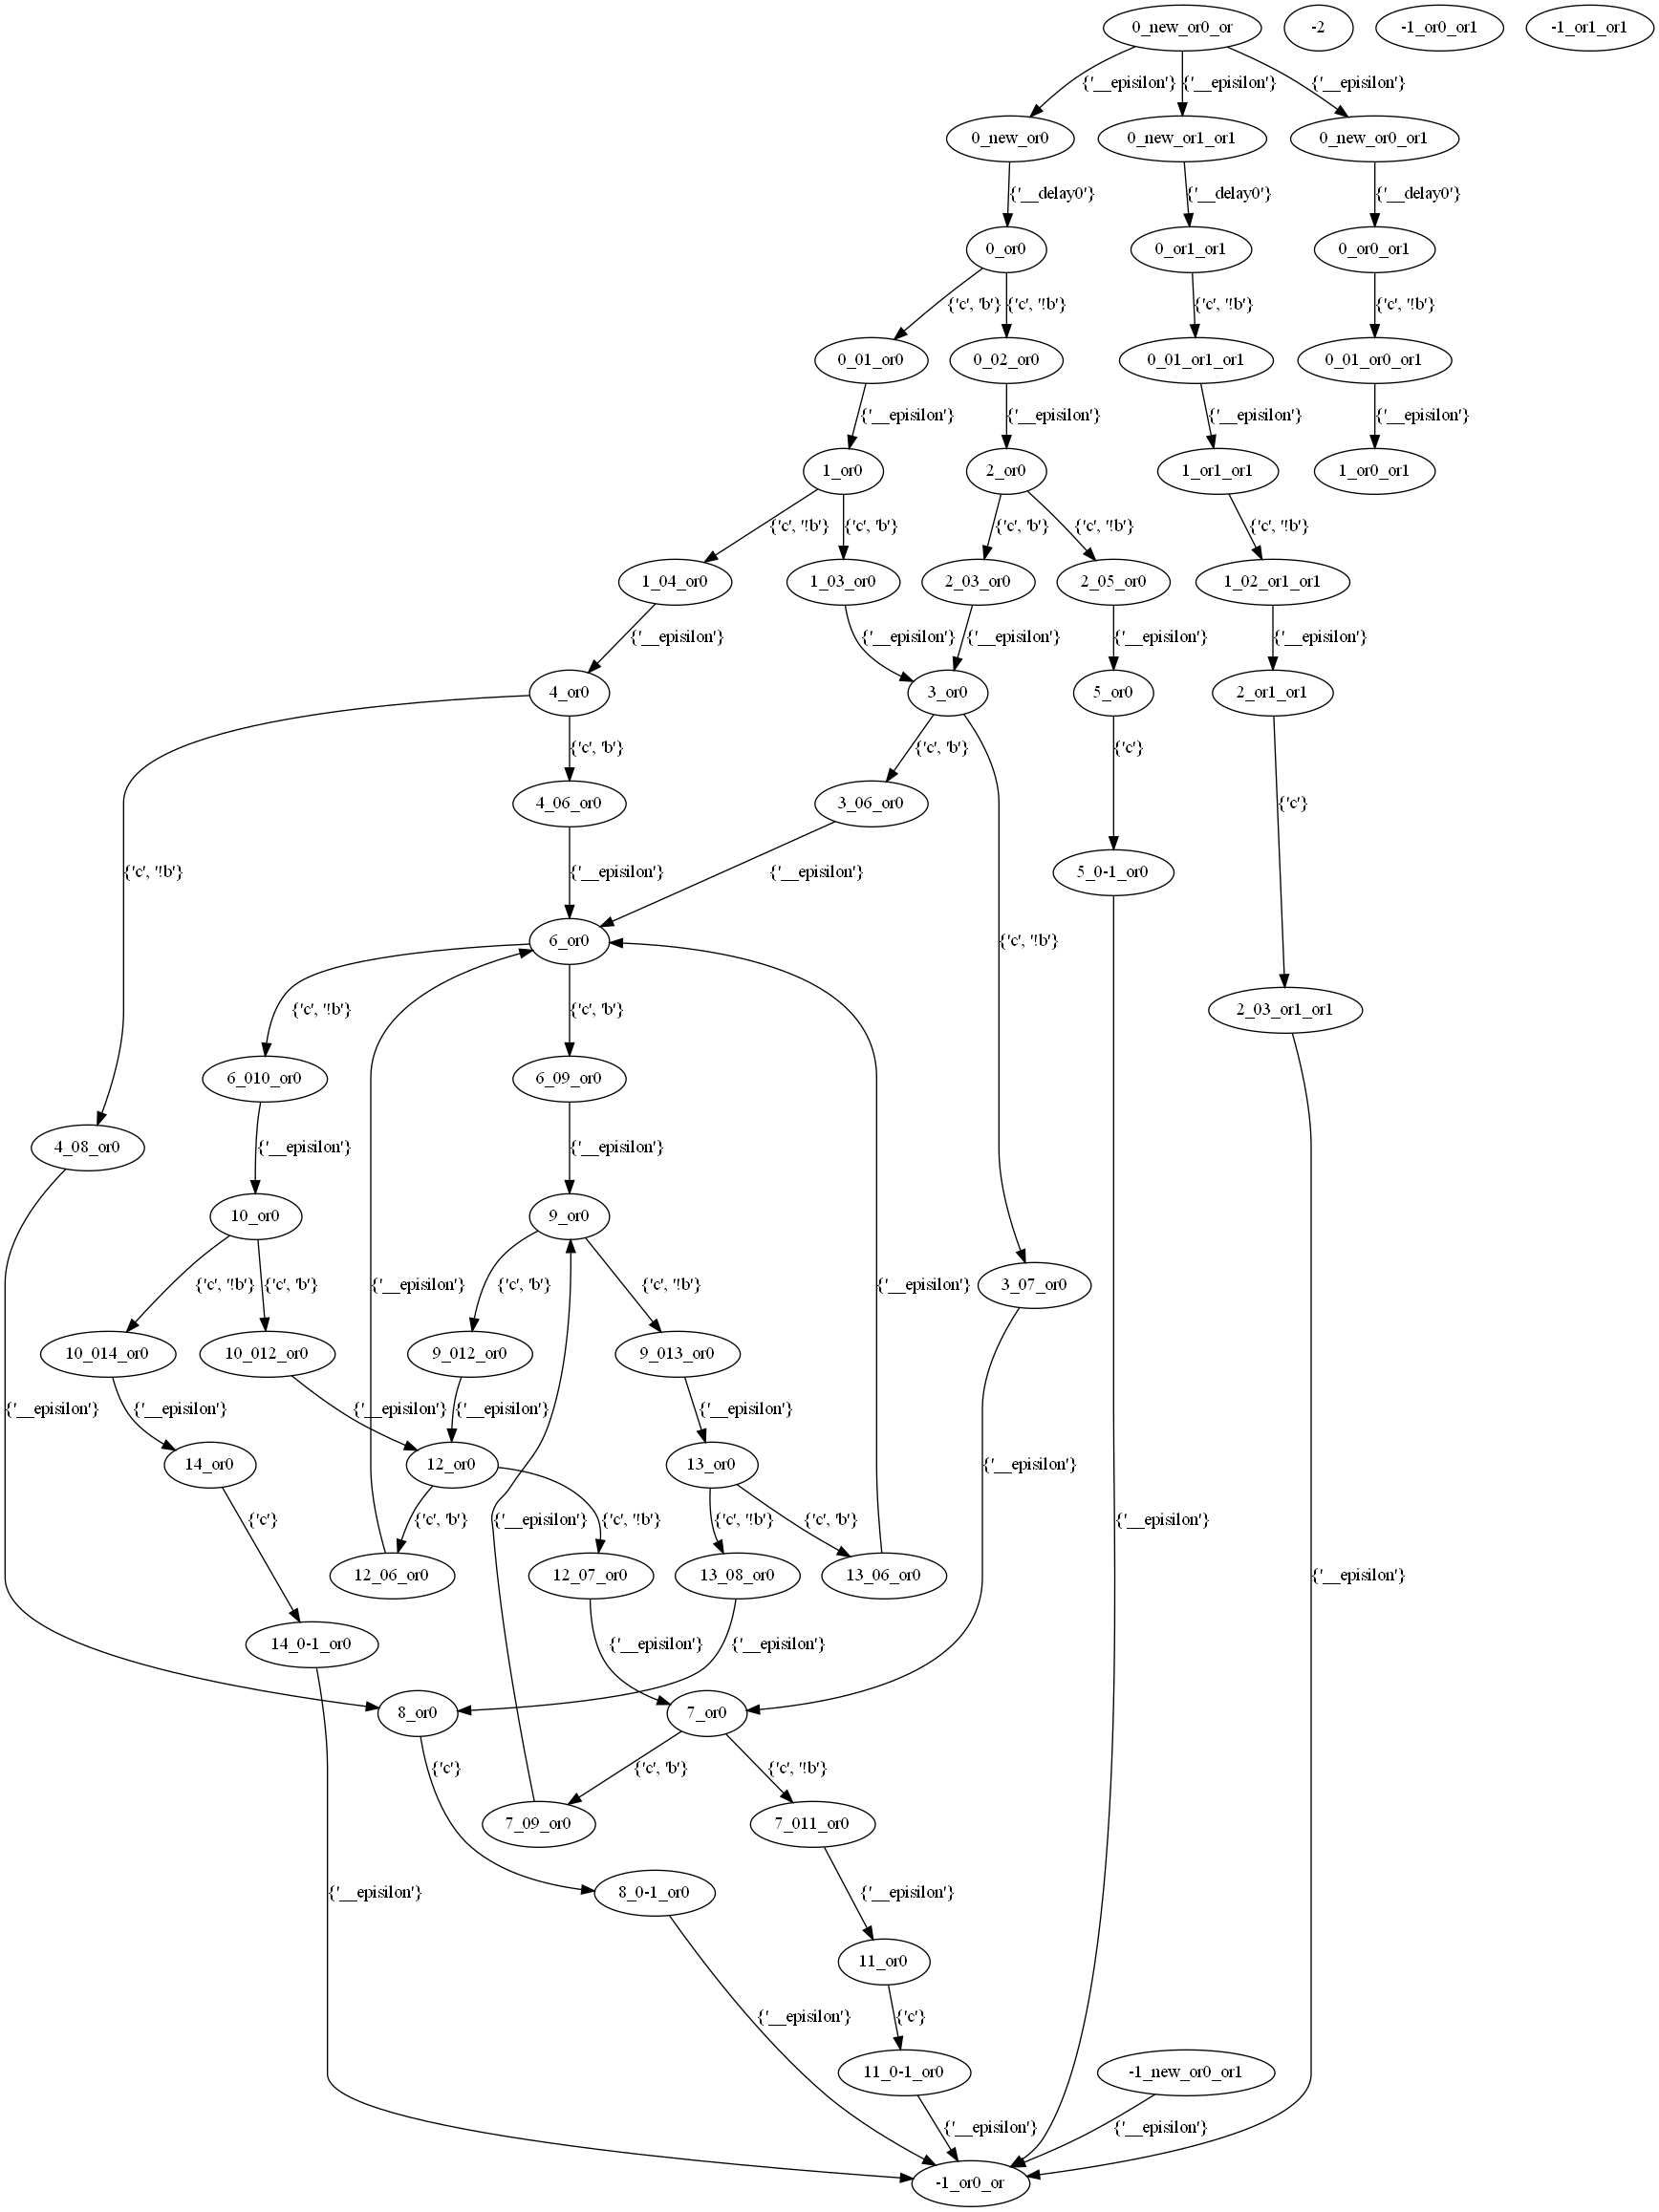 0_new_or0_or
-2
-1_or0_or1
-1_or1_or1
{'__episilon'}
{'__episilon'}
{'__episilon'}
0_new_or0
0_new_or1_or1
0_new_or0_or1
{'__delay0'}
{'__delay0'}
{'__delay0'}
0_or0
0_or1_or1
0_or0_or1
{'c', 'b'}
{'c', '!b'}
{'c', '!b'}
{'c', '!b'}
0_01_or0
0_02_or0
0_01_or1_or1
0_01_or0_or1
{'__episilon'}
{'__episilon'}
{'__episilon'}
{'__episilon'}
1_or0
2_or0
1_or1_or1
1_or0_or1
{'c', '!b'}
{'c', 'b'}
{'c', 'b'}
{'c', '!b'}
{'c', '!b'}
1_04_or0
1_03_or0
2_03_or0
2_05_or0
1_02_or1_or1
{'__episilon'}
{'__episilon'}
{'__episilon'}
{'__episilon'}
{'__episilon'}
4_or0
3_or0
5_or0
2_or1_or1
{'c', 'b'}
{'c', 'b'}
{'c'}
4_06_or0
3_06_or0
{'c'}
{'c', '!b'}
{'__episilon'}
{'__episilon'}
5_0-1_or0
6_or0
{'c', '!b'}
{'c', '!b'}
{'c', 'b'}
2_03_or1_or1
6_010_or0
6_09_or0
4_08_or0
{'__episilon'}
{'__episilon'}
10_or0
9_or0
{'c', '!b'}
{'c', 'b'}
{'__episilon'}
{'c', 'b'}
{'c', '!b'}
{'__episilon'}
3_07_or0
10_014_or0
10_012_or0
9_012_or0
9_013_or0
{'__episilon'}
{'__episilon'}
{'__episilon'}
{'__episilon'}
{'__episilon'}
14_or0
12_or0
13_or0
{'__episilon'}
{'c'}
{'c', 'b'}
{'__episilon'}
{'c', '!b'}
{'c', '!b'}
{'c', 'b'}
{'__episilon'}
12_06_or0
12_07_or0
13_08_or0
13_06_or0
{'__episilon'}
14_0-1_or0
{'__episilon'}
{'__episilon'}
8_or0
7_or0
{'c'}
{'c', 'b'}
{'c', '!b'}
7_09_or0
7_011_or0
{'__episilon'}
8_0-1_or0
{'__episilon'}
11_or0
{'__episilon'}
{'c'}
11_0-1_or0
-1_new_or0_or1
{'__episilon'}
{'__episilon'}
-1_or0_or